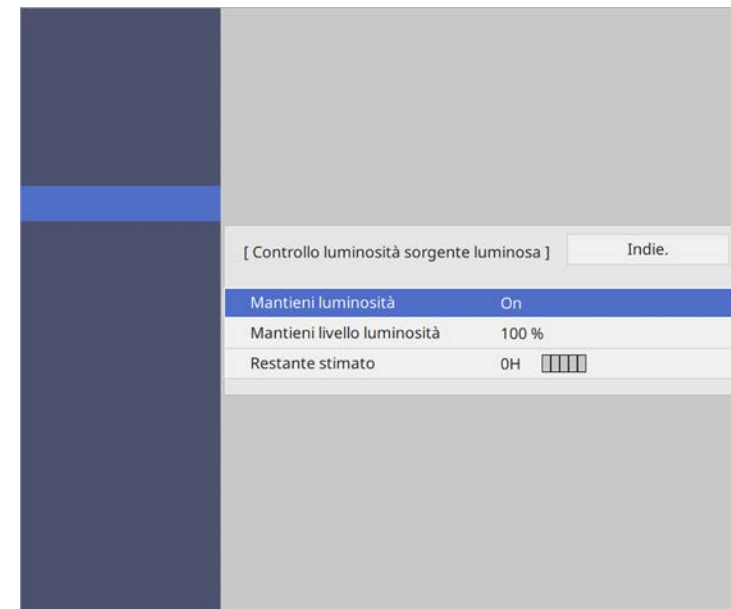 [ Controllo luminosità sorgente luminosa ] Indie.
Mantieni luminosità On
Mantieni livello luminosità 100 %
Restante stimato 0H